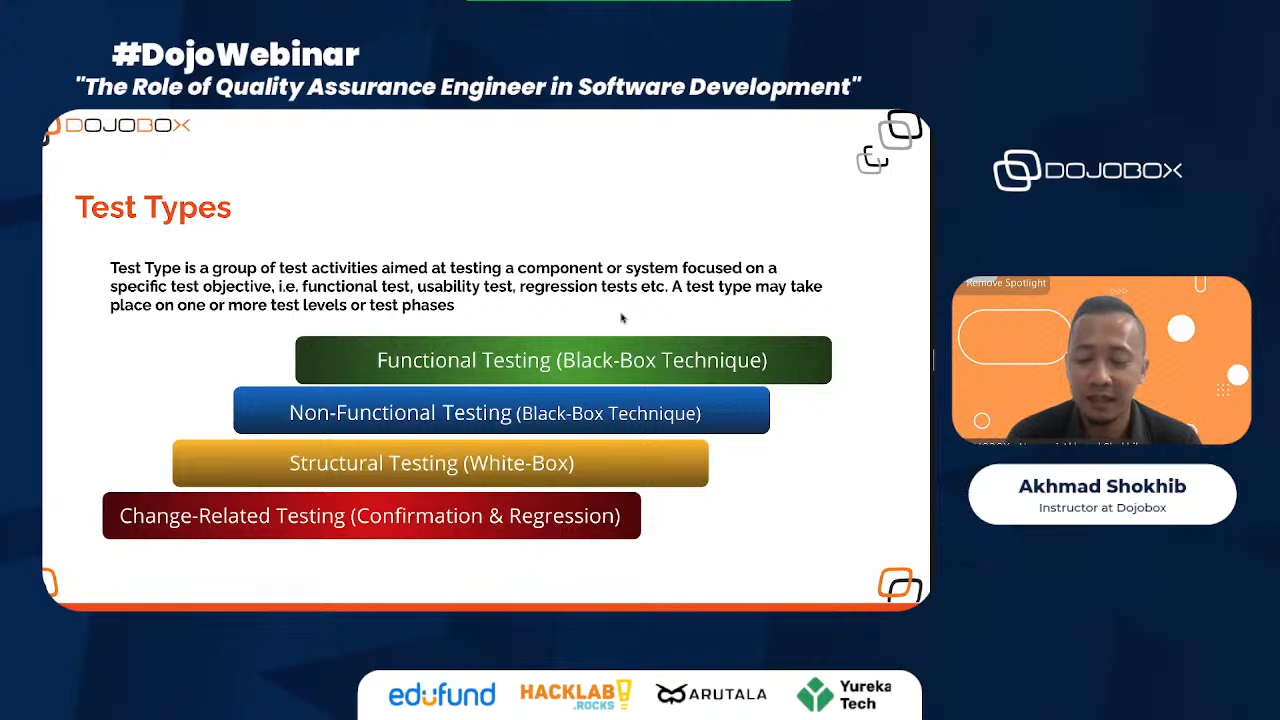 #DojoWebinar
"The Role of Quality Assurance Engineer in Software Development"
DOJOBOX
Test Types
Test Type is a group of test activities aimed at testing a component or system focused on a
specific test objective, i.e. functional test, usability test, regression tests etc. A test type may take
place on one or more test levels or test phases
Functional Testing (Black-Box Technique)
Non-Functional Testing (Black-Box Technique)
Structural Testing (White-Box)
Change-Related Testing (Confirmation & Regression)
DOJOBOX
Remove Spotlight
Akhmad Shokhib
Instructor at Dojobox
edufund
HACKLAB!
.ROCKS
ARUTALA
Yureka
Tech